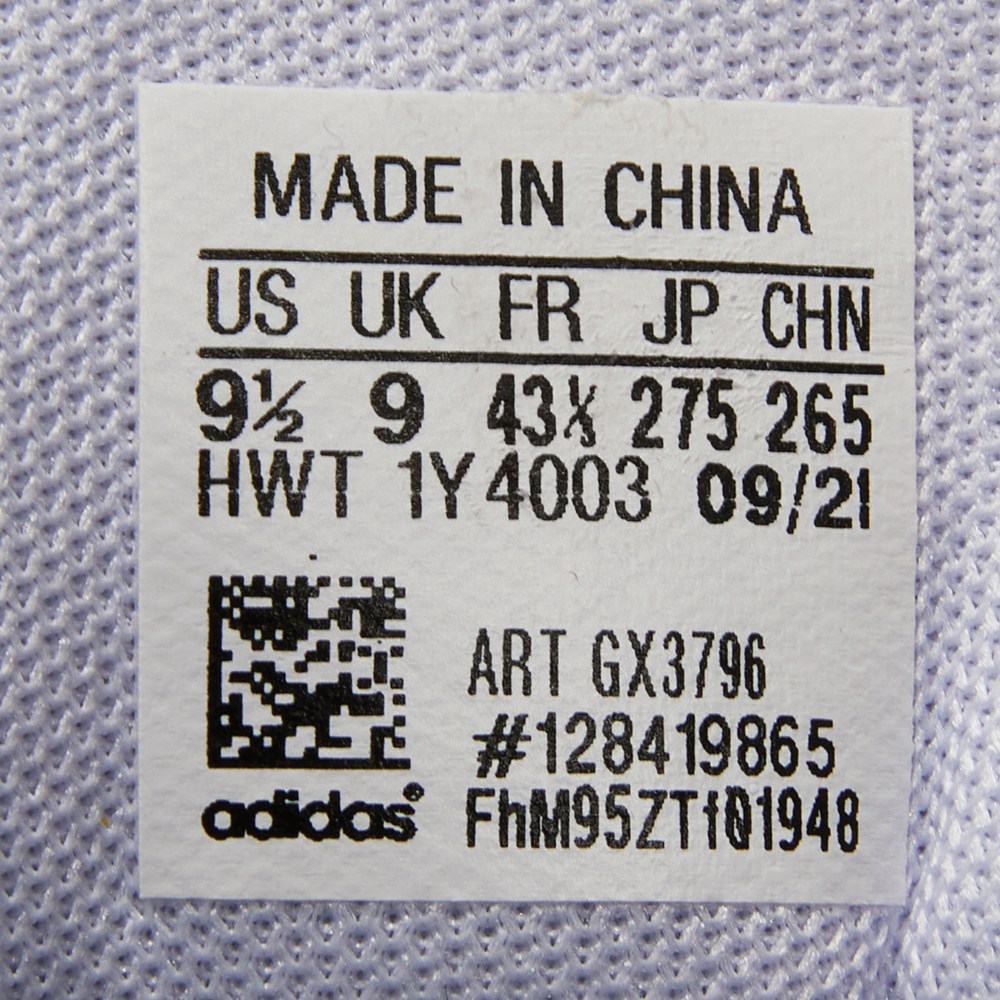 MADE IN CHINA
US UK FR JP CHN
9½ 9 43⅓ 275 265
HWT 1Y4003 09/21
ART GX3796
#128419865
adidas®